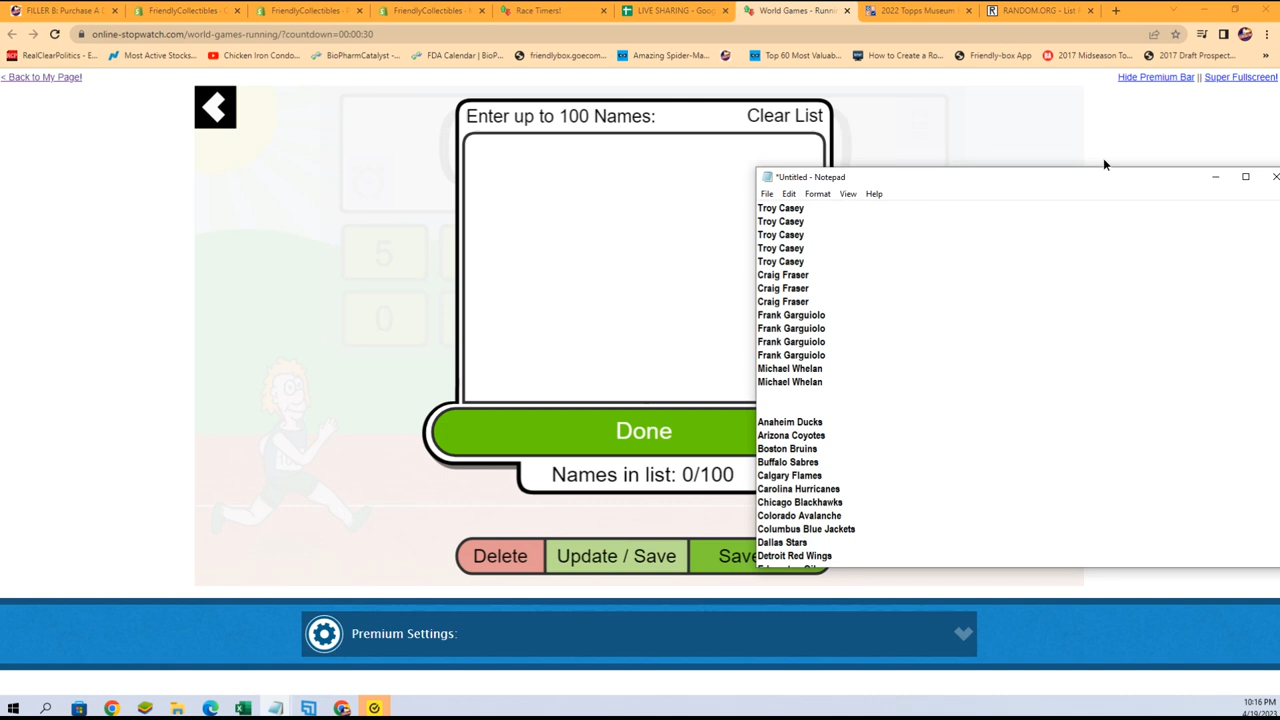 FILLER 8: Purchase A
FriendlyCollectibles - C
FriendlyCollectibles - M
FriendlyCollectibles - M
Race Timers!
LIVE SHARING - Goog
World Games - Runnin
2022 Topps Museum
RANDOM.ORG - List
online-stopwatch.com/world-games-running/?countdown=00:00:30
RealClearPolitics - E...
Most Active Stocks...
Chicken Iron Condo...
BioPharmCatalyst -...
FDA Calendar | BioP...
friendlybox.goecom...
Amazing Spider-Ma...
Top 60 Most Valuab...
How to Create a Ro...
Friendly-box App
2017 Midseason To...
2017 Draft Prospect...
< Back to My Page!
Hide Premium Bar || Super Fullscreen!
Enter up to 100 Names:
Clear List
5
0
Done
Names in list: 0/100
Delete
Update / Save
Save
*Untitled - Notepad
File Edit Format View Help
Troy Casey
Troy Casey
Troy Casey
Troy Casey
Troy Casey
Craig Fraser
Craig Fraser
Craig Fraser
Frank Garguiolo
Frank Garguiolo
Frank Garguiolo
Frank Garguiolo
Michael Whelan
Michael Whelan
Anaheim Ducks
Arizona Coyotes
Boston Bruins
Buffalo Sabres
Calgary Flames
Carolina Hurricanes
Chicago Blackhawks
Colorado Avalanche
Columbus Blue Jackets
Dallas Stars
Detroit Red Wings
Premium Settings:
10:16 PM
4/19/2023